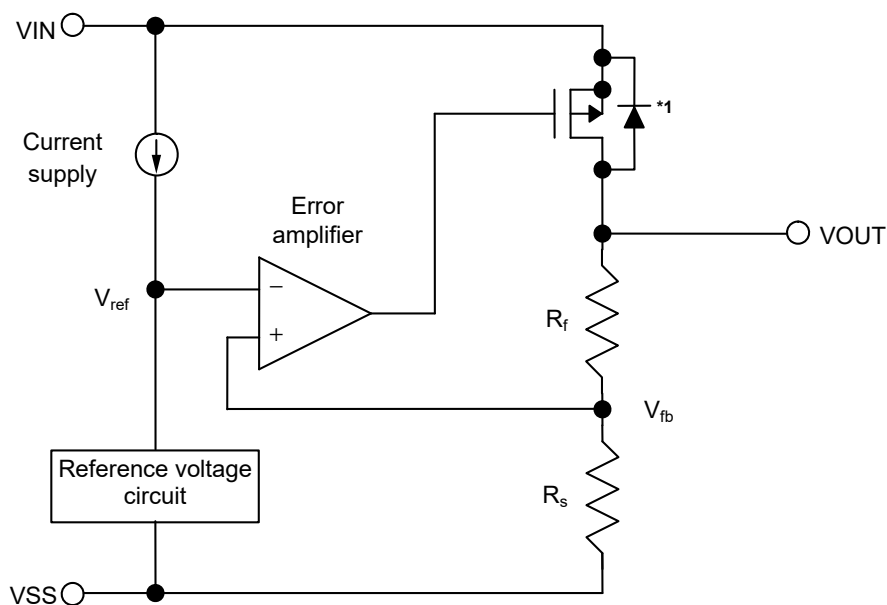 VIN
*1
Current
supply
Error
amplifier
VOUT
Vref
−
+
Rf
Vfb
Reference voltage
circuit
Rs
VSS